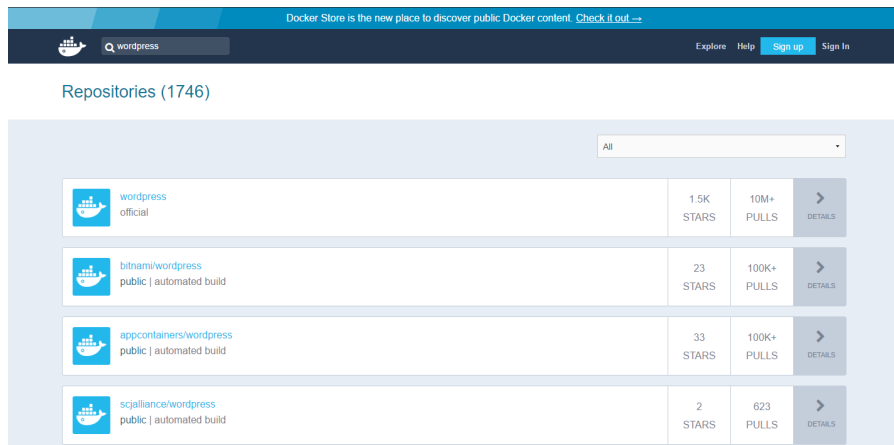 Docker Store is the new place to discover public Docker content. Check it out →
wordpress
Explore Help Sign up Sign In
Repositories (1746)
All
wordpress
official
1.5K
STARS
10M+
PULLS
DETAILS
bitnami/wordpress
public | automated build
23
STARS
100K+
PULLS
DETAILS
appcontainers/wordpress
public | automated build
33
STARS
100K+
PULLS
DETAILS
scjalliance/wordpress
public | automated build
2
STARS
623
PULLS
DETAILS